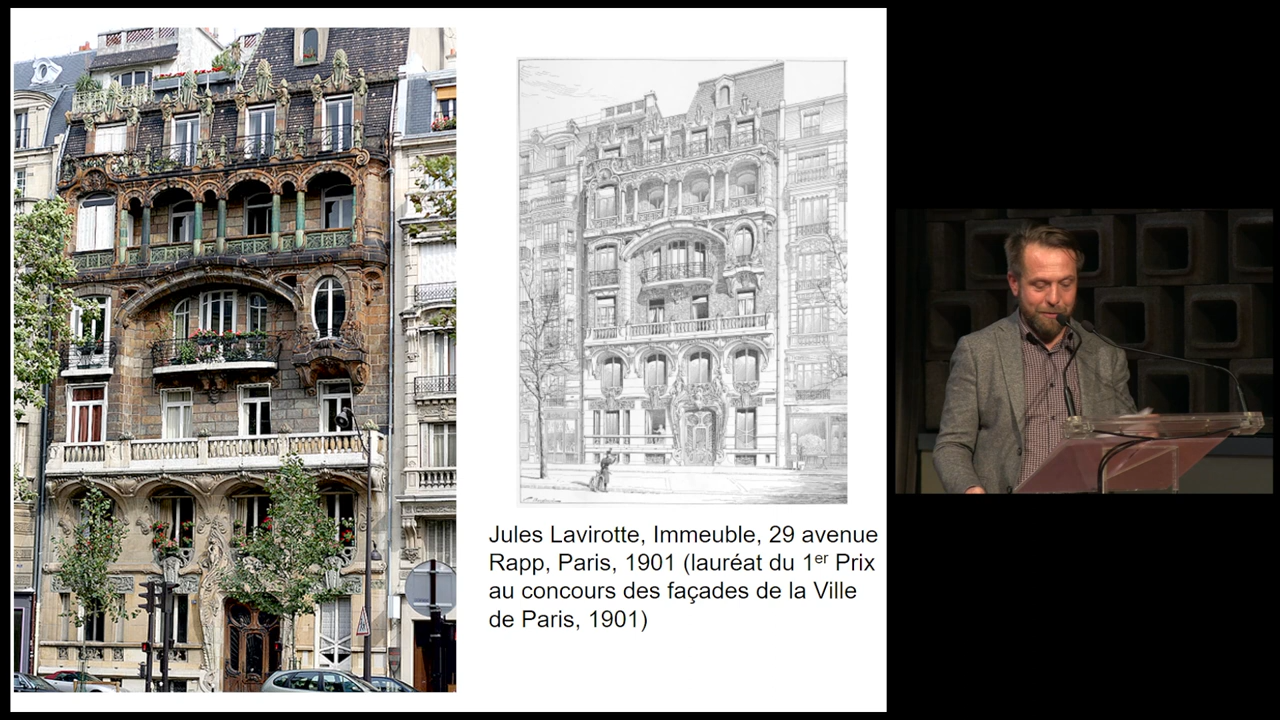 Jules Lavirotte, Immeuble, 29 avenue
Rapp, Paris, 1901 (lauréat du 1er Prix
au concours des façades de la Ville
de Paris, 1901)